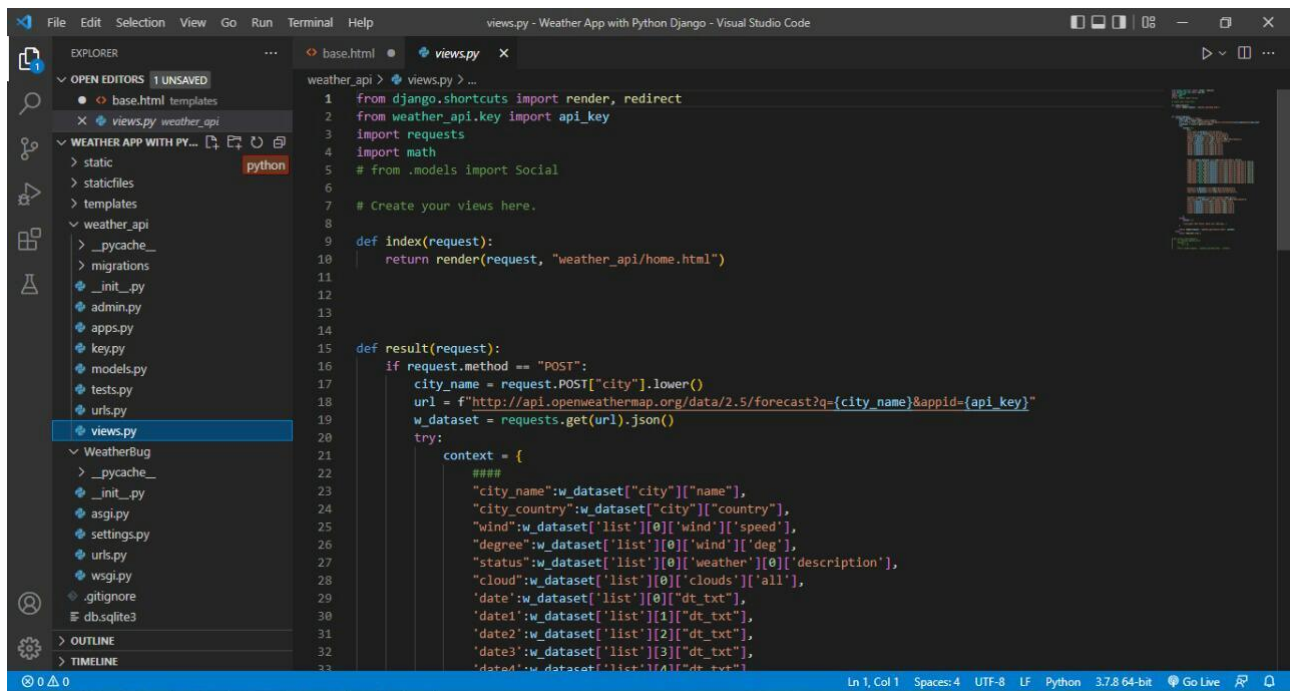 File Edit Selection View Go Run Terminal Help
views.py - Weather App with Python Django - Visual Studio Code
EXPLORER
OPEN EDITORS 1 UNSAVED
base.html templates
views.py weather_api
WEATHER APP WITH PY...
static
python
staticfiles
templates
weather_api
__pycache__
migrations
__init__.py
admin.py
apps.py
key.py
models.py
tests.py
urls.py
views.py
WeatherBug
__pycache__
__init__.py
asgi.py
settings.py
urls.py
wsgi.py
.gitignore
db.sqlite3
OUTLINE
TIMELINE
1
base.html views.py
weather_api > views.py > ...
1 from django.shortcuts import render, redirect
2 from weather_api.key import api_key
3 import requests
4 import math
5 # from .models import Social
6
7 # Create your views here.
8
9 def index(request):
10 return render(request, "weather_api/home.html")
11
12
13
14
15 def result(request):
16 if request.method == "POST":
17 city_name = request.POST["city"].lower()
18 url = f"http://api.openweathermap.org/data/2.5/forecast?q={city_name}&appid={api_key}"
19 w_dataset = requests.get(url).json()
20 try:
21 context = {
22 ####
23 "city_name":w_dataset["city"]["name"],
24 "city_country":w_dataset["city"]["country"],
25 "wind":w_dataset['list'][0]['wind']['speed'],
26 "degree":w_dataset['list'][0]['wind']['deg'],
27 "status":w_dataset['list'][0]['weather'][0]['description'],
28 "cloud":w_dataset['list'][0]['clouds']['all'],
29 'date':w_dataset['list'][0]["dt_txt"],
30 'date1':w_dataset['list'][1]["dt_txt"],
31 'date2':w_dataset['list'][2]["dt_txt"],
32 'date3':w_dataset['list'][3]["dt_txt"],
33 'date4':w_dataset['list'][4]["dt_txt"],
0 0 Ln 1, Col 1 Spaces: 4 UTF-8 LF Python 3.7.8 64-bit Go Live